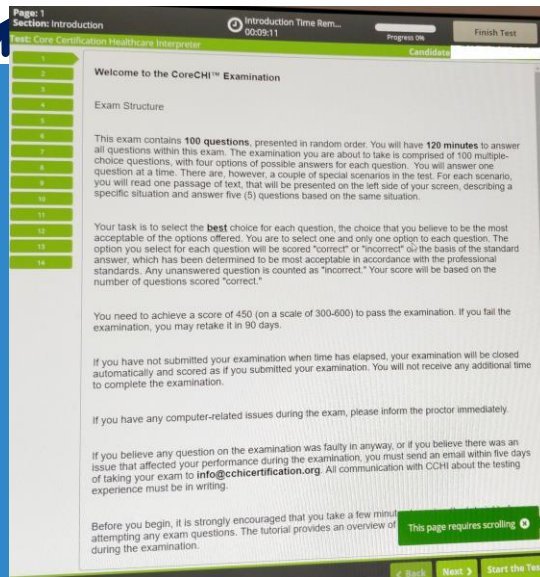 Page: 1
Section: Introduction
Introduction Time Rem...
00:09:11
Progress 0%
Finish Test
Test: Core Certification Healthcare Interpreter
Candidate
1
2
3
4
5
6
7
8
9
10
11
12
13
14
Welcome to the CoreCHI™ Examination
Exam Structure
This exam contains 100 questions, presented in random order. You will have 120 minutes to answer
all questions within this exam. The examination you are about to take is comprised of 100 multiple-
choice questions, with four options of possible answers for each question. You will answer one
question at a time. There are, however, a couple of special scenarios in the test. For each scenario,
you will read one passage of text, that will be presented on the left side of your screen, describing a
specific situation and answer five (5) questions based on the same situation.
Your task is to select the best choice for each question, the choice that you believe to be the most
acceptable of the options offered. You are to select one and only one option to each question. The
option you select for each question will be scored "correct" or "incorrect" on the basis of the standard
answer, which has been determined to be most acceptable in accordance with the professional
standards. Any unanswered question is counted as "incorrect." Your score will be based on the
number of questions scored "correct."
You need to achieve a score of 450 (on a scale of 300-600) to pass the examination. If you fail the
examination, you may retake it in 90 days.
If you have not submitted your examination when time has elapsed, your examination will be closed
automatically and scored as if you submitted your examination. You will not receive any additional time
to complete the examination.
If you have any computer-related issues during the exam, please inform the proctor immediately.
If you believe any question on the examination was faulty in anyway, or if you believe there was an
issue that affected your performance during the examination, you must send an email within five days
of taking your exam to info@cchicertification.org. All communication with CCHI about the testing
experience must be in writing.
Before you begin, it is strongly encouraged that you take a few
attempting any exam questions. The tutorial provides an overview of
during the examination.
This page requires scrolling
Back
Next
Start the Test